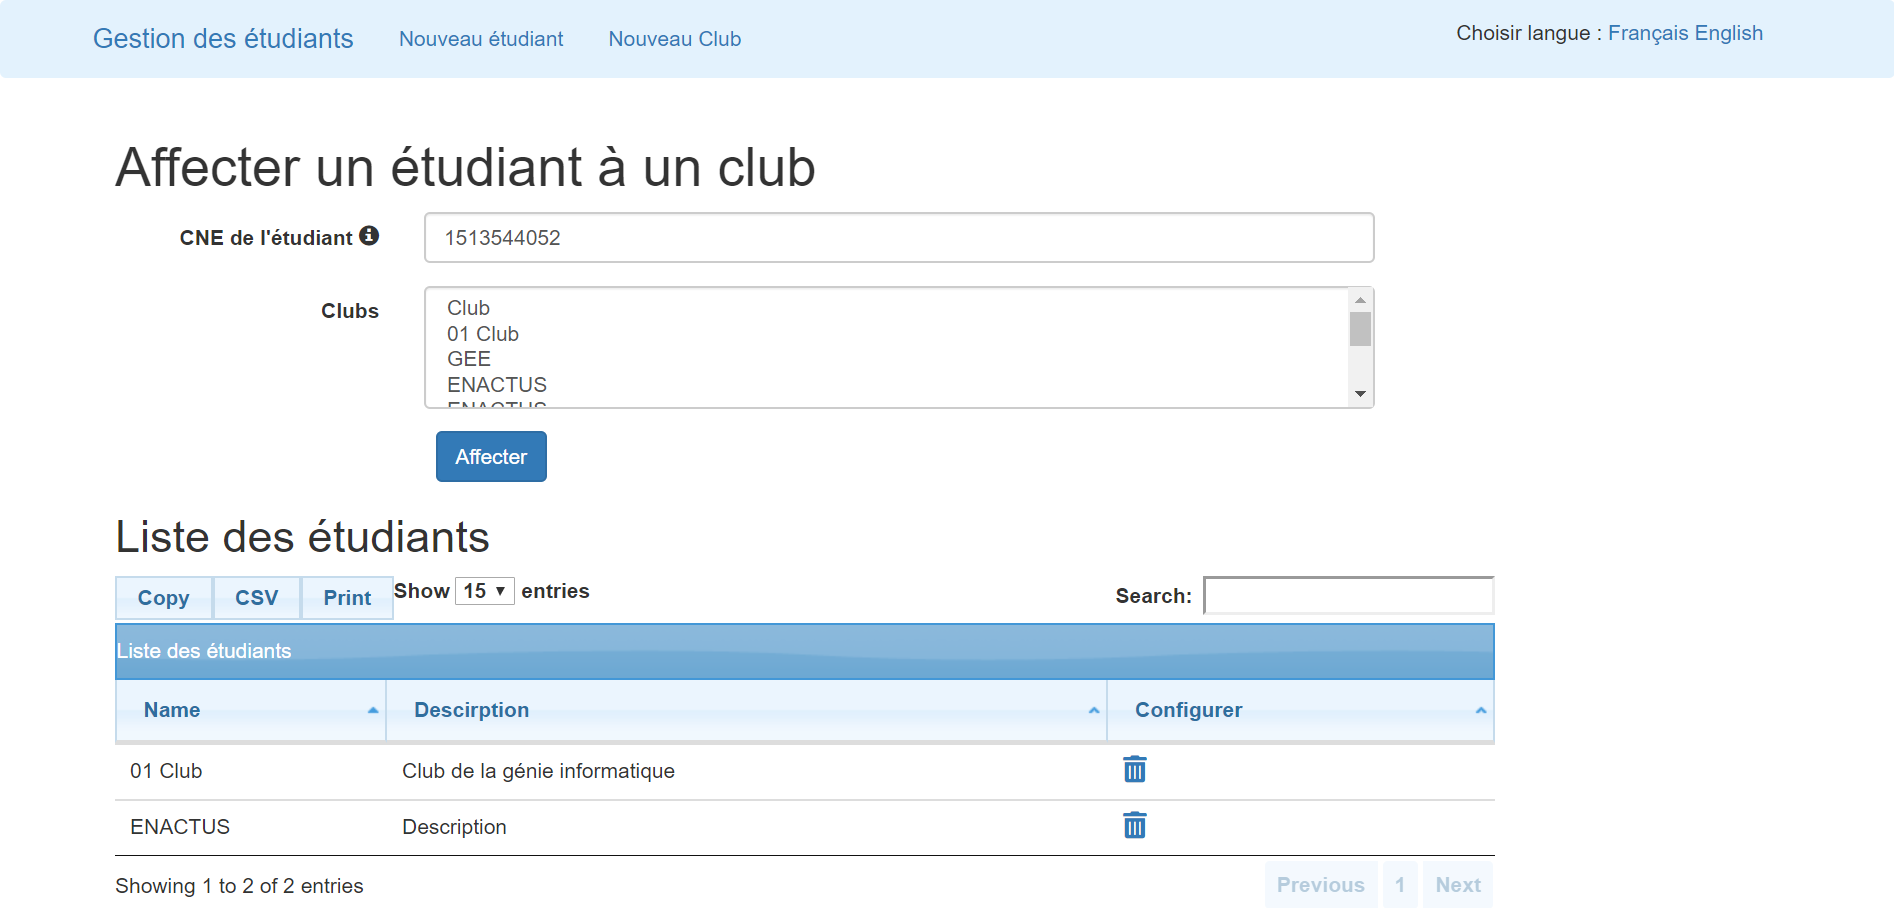 Gestion des étudiants Nouveau étudiant Nouveau Club Choisir langue : Français English
Affecter un étudiant à un club
CNE de l'étudiant 1513544052
Clubs
Club
01 Club
GEE
ENACTUS
ENACTUS
Affecter
Liste des étudiants
Copy CSV Print Show 15 entries Search:
Liste des étudiants
Name Descirption Configurer
01 Club Club de la génie informatique
ENACTUS Description
Showing 1 to 2 of 2 entries Previous 1 Next